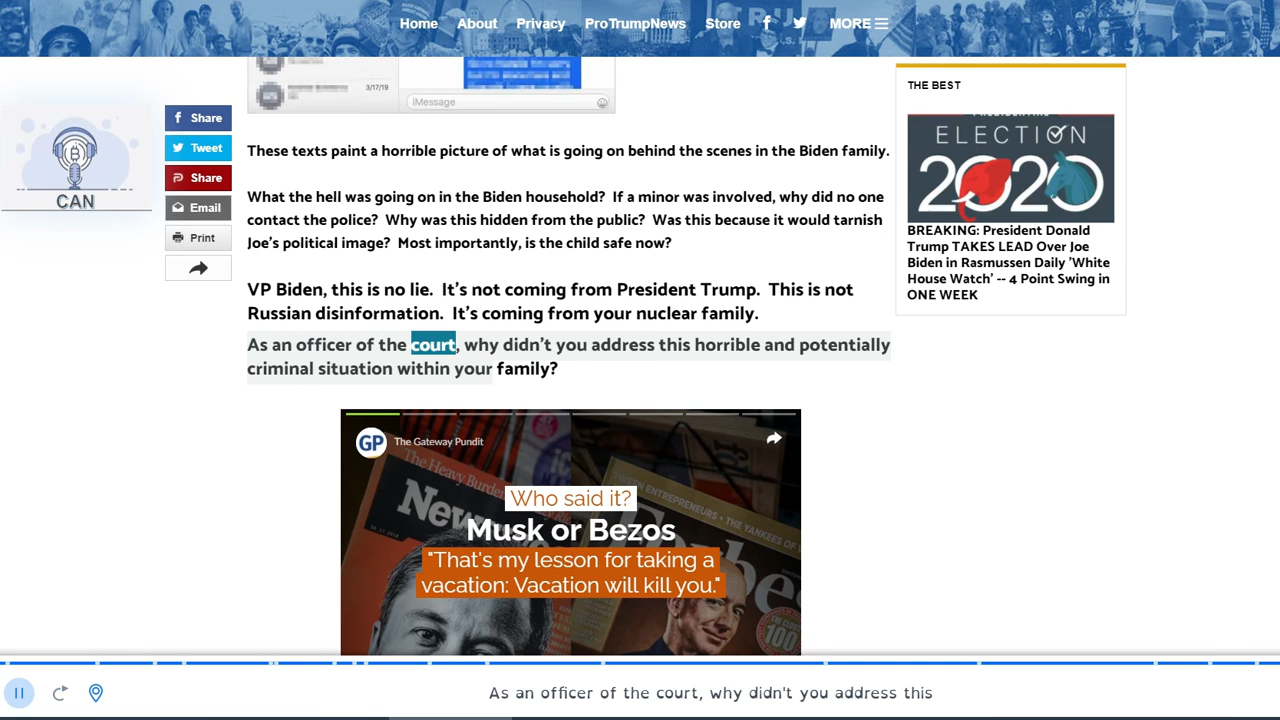 Home About Privacy ProTrumpNews Store MORE
3/17/19
iMessage
CAN
Share
Tweet
Share
Email
Print
These texts paint a horrible picture of what is going on behind the scenes in the Biden family.
What the hell was going on in the Biden household? If a minor was involved, why did no one
contact the police? Why was this hidden from the public? Was this because it would tarnish
Joe's political image? Most importantly, is the child safe now?
VP Biden, this is no lie. It's not coming from President Trump. This is not
Russian disinformation. It's coming from your nuclear family.
As an officer of the court, why didn't you address this horrible and potentially
criminal situation within your family?
THE BEST
ELECTION
2020
BREAKING: President Donald
Trump TAKES LEAD Over Joe
Biden in Rasmussen Daily 'White
House Watch' -- 4 Point Swing in
ONE WEEK
GP The Gateway Pundit
The Heavy Burden
Who said it?
Musk or Bezos
"That's my lesson for taking a
vacation: Vacation will kill you."
100
As an officer of the court, why didn't you address this